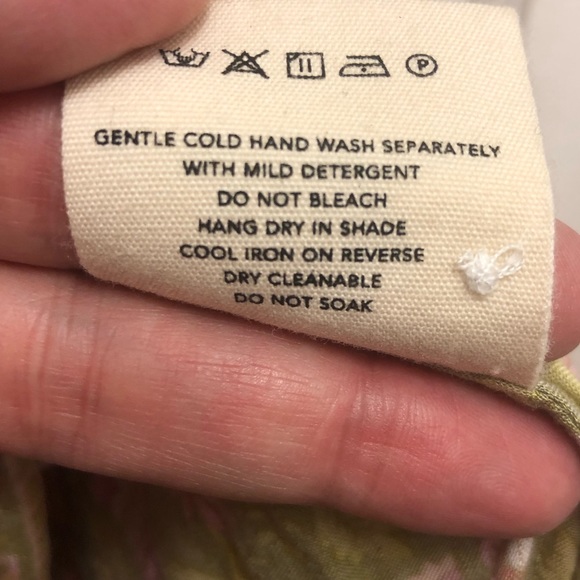 P
GENTLE COLD HAND WASH SEPARATELY
WITH MILD DETERGENT
DO NOT BLEACH
HANG DRY IN SHADE
COOL IRON ON REVERSE
DRY CLEANABLE
DO NOT SOAK